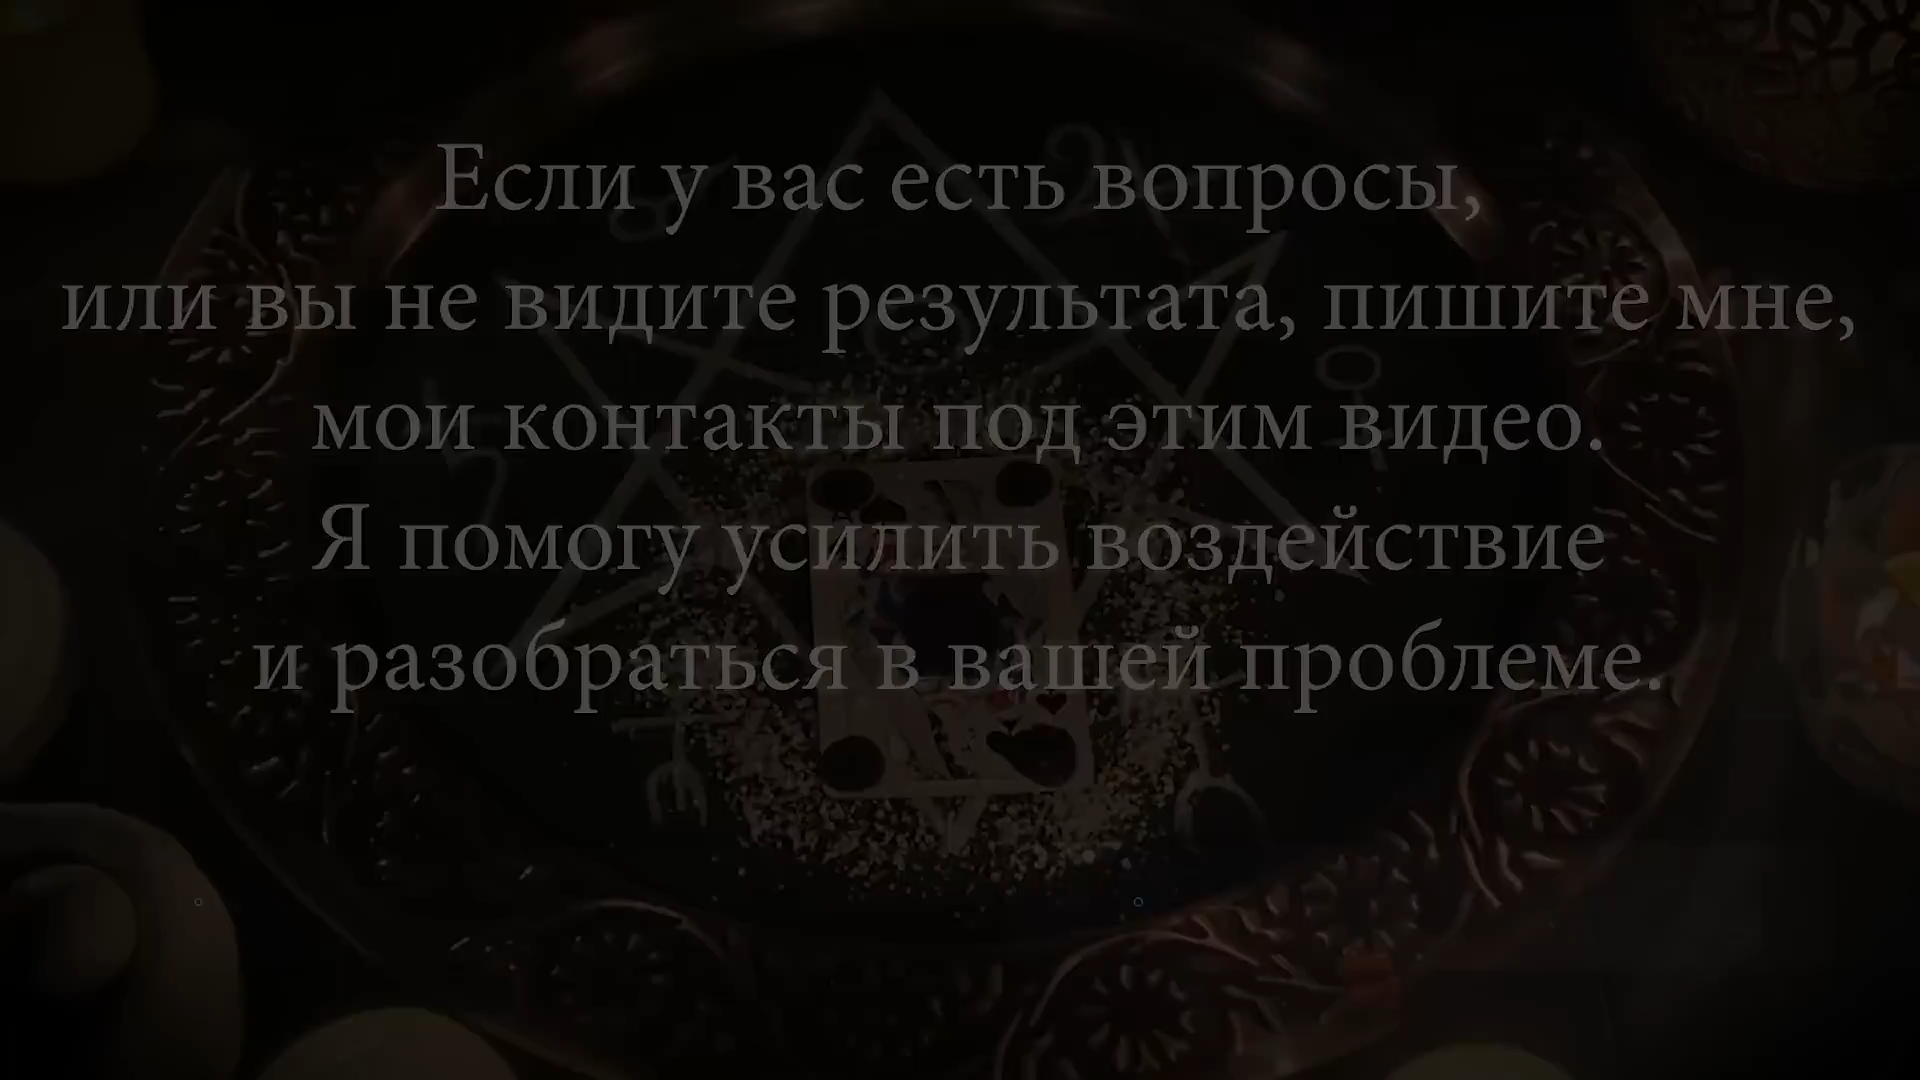 Если у вас есть вопросы,
или вы не видите результата, пишите мне,
мои контакты под этим видео.
Я помогу усилить воздействие
и разобраться в вашей проблеме.